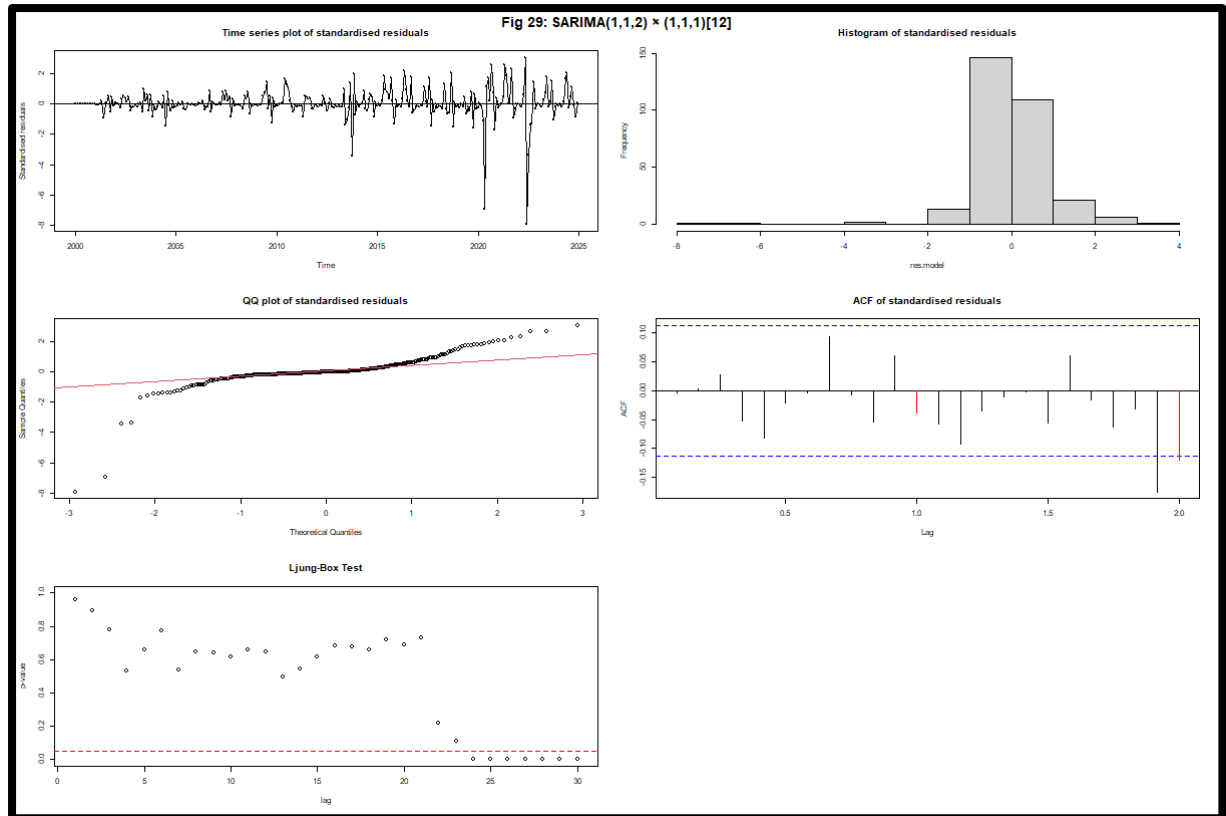 Fig 29: SARIMA(1,1,2) × (1,1,1)[12]
Time series plot of standardised residuals
Standardised residuals
2
0
-2
-4
-6
-8
2000 2005 2010 2015 2020 2025
Time
Histogram of standardised residuals
Frequency
150
100
50
0
-8 -6 -4 -2 0 2 4
res.model
QQ plot of standardised residuals
Sample Quantiles
2
0
-2
-4
-6
-8
-3 -2 -1 0 1 2 3
Theoretical Quantiles
ACF of standardised residuals
ACF
0.10
0.05
0.00
-0.05
-0.10
-0.15
0.5 1.0 1.5 2.0
Lag
Ljung-Box Test
p-value
1.0
0.8
0.6
0.4
0.2
0.0
0 5 10 15 20 25 30
lag